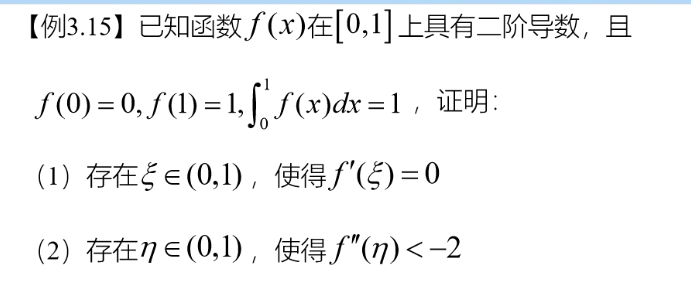 【例3.15】已知函数f(x)在[0,1]上具有二阶导数，且
f(0)=0, f(1)=1, ∫₀¹ f(x)dx=1，证明：
（1）存在ξ∈(0,1)，使得f′(ξ)=0
（2）存在η∈(0,1)，使得f″(η)<−2